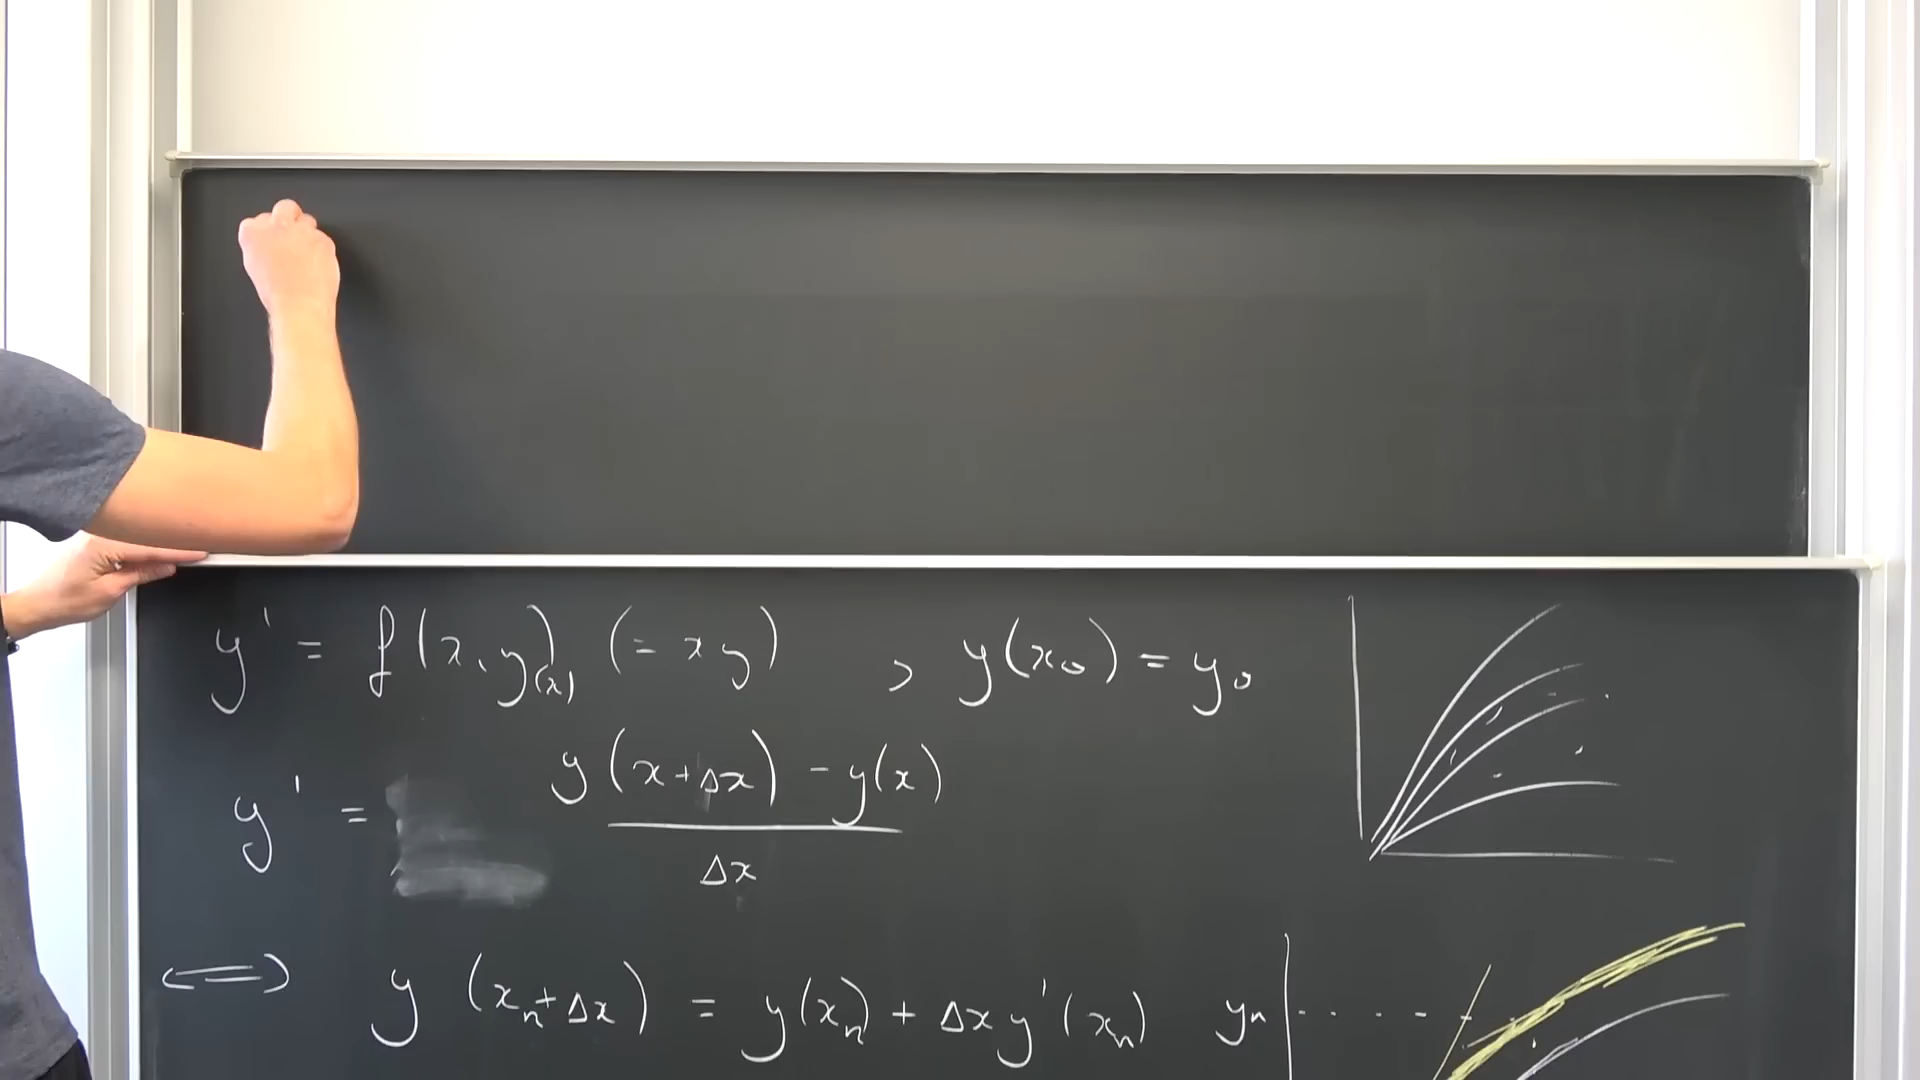 y' = f(x, y(x)) (= xy) , y(x₀) = y₀
y' = (y(x+Δx) - y(x)) / Δx
⟺ y(xₙ+Δx) = y(xₙ) + Δx y'(xₙ)
yₙ